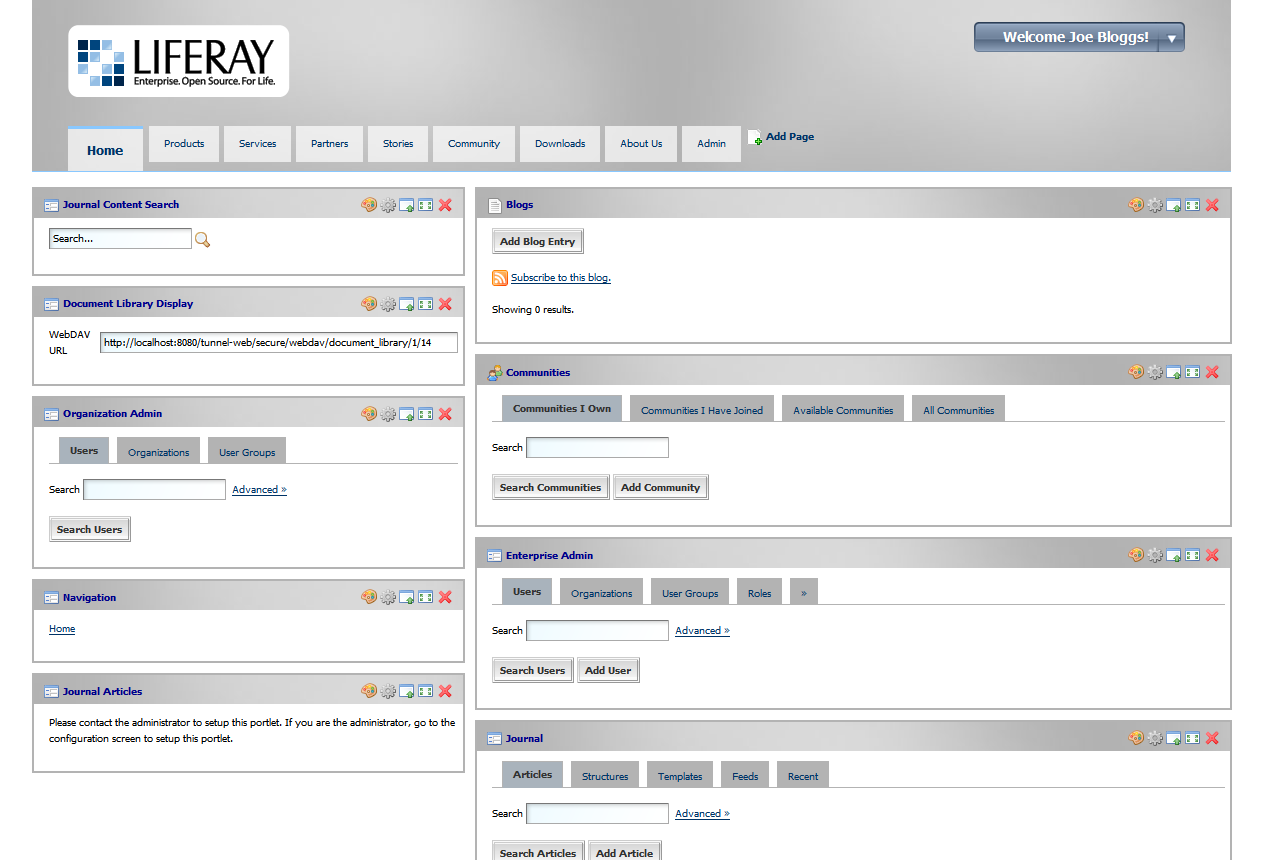 LIFERAY
Enterprise. Open Source. For Life.
Welcome Joe Bloggs!
Home
Products
Services
Partners
Stories
Community
Downloads
About Us
Admin
Add Page
Journal Content Search
Search...
Document Library Display
WebDAV
URL
http://localhost:8080/tunnel-web/secure/webdav/document_library/1/14
Organization Admin
Users
Organizations
User Groups
Search
Advanced »
Search Users
Navigation
Home
Journal Articles
Please contact the administrator to setup this portlet. If you are the administrator, go to the
configuration screen to setup this portlet.
Blogs
Add Blog Entry
Subscribe to this blog.
Showing 0 results.
Communities
Communities I Own
Communities I Have Joined
Available Communities
All Communities
Search
Search Communities
Add Community
Enterprise Admin
Users
Organizations
User Groups
Roles
»
Search
Advanced »
Search Users
Add User
Journal
Articles
Structures
Templates
Feeds
Recent
Search
Advanced »
Search Articles
Add Article